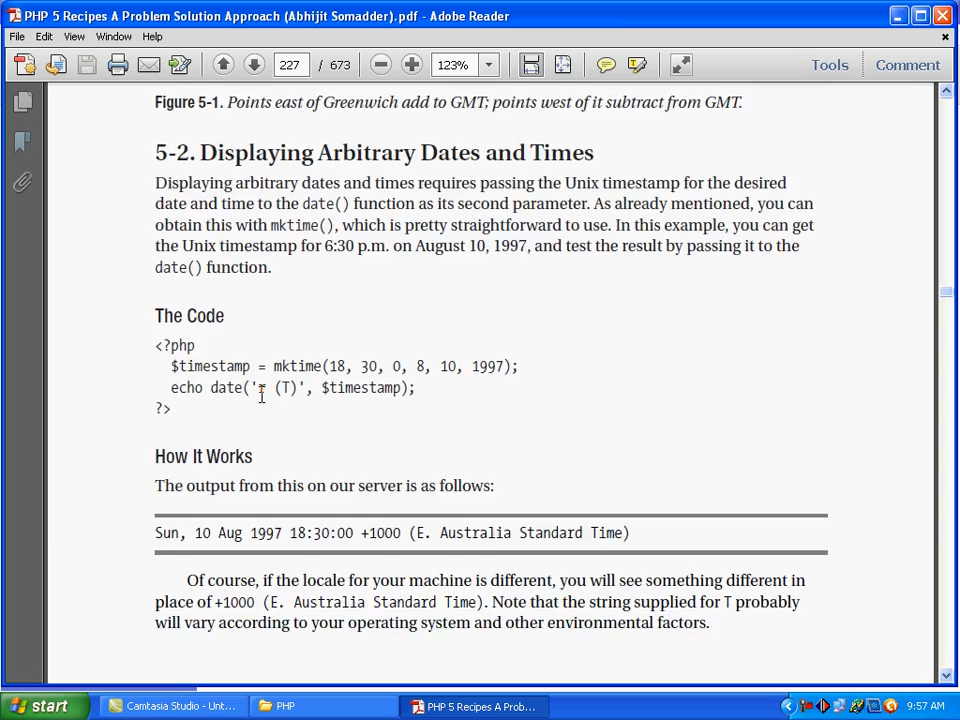 PHP 5 Recipes A Problem Solution Approach (Abhijit Somadder).pdf - Adobe Reader
File Edit View Window Help
227 / 673 123% Tools Comment
Figure 5-1. Points east of Greenwich add to GMT; points west of it subtract from GMT.
5-2. Displaying Arbitrary Dates and Times
Displaying arbitrary dates and times requires passing the Unix timestamp for the desired
date and time to the date() function as its second parameter. As already mentioned, you can
obtain this with mktime(), which is pretty straightforward to use. In this example, you can get
the Unix timestamp for 6:30 p.m. on August 10, 1997, and test the result by passing it to the
date() function.
The Code
<?php
$timestamp = mktime(18, 30, 0, 8, 10, 1997);
echo date('r (T)', $timestamp);
?>
How It Works
The output from this on our server is as follows:
Sun, 10 Aug 1997 18:30:00 +1000 (E. Australia Standard Time)
Of course, if the locale for your machine is different, you will see something different in
place of +1000 (E. Australia Standard Time). Note that the string supplied for T probably
will vary according to your operating system and other environmental factors.
start Camtasia Studio - Unt... PHP PHP 5 Recipes A Prob... 9:57 AM